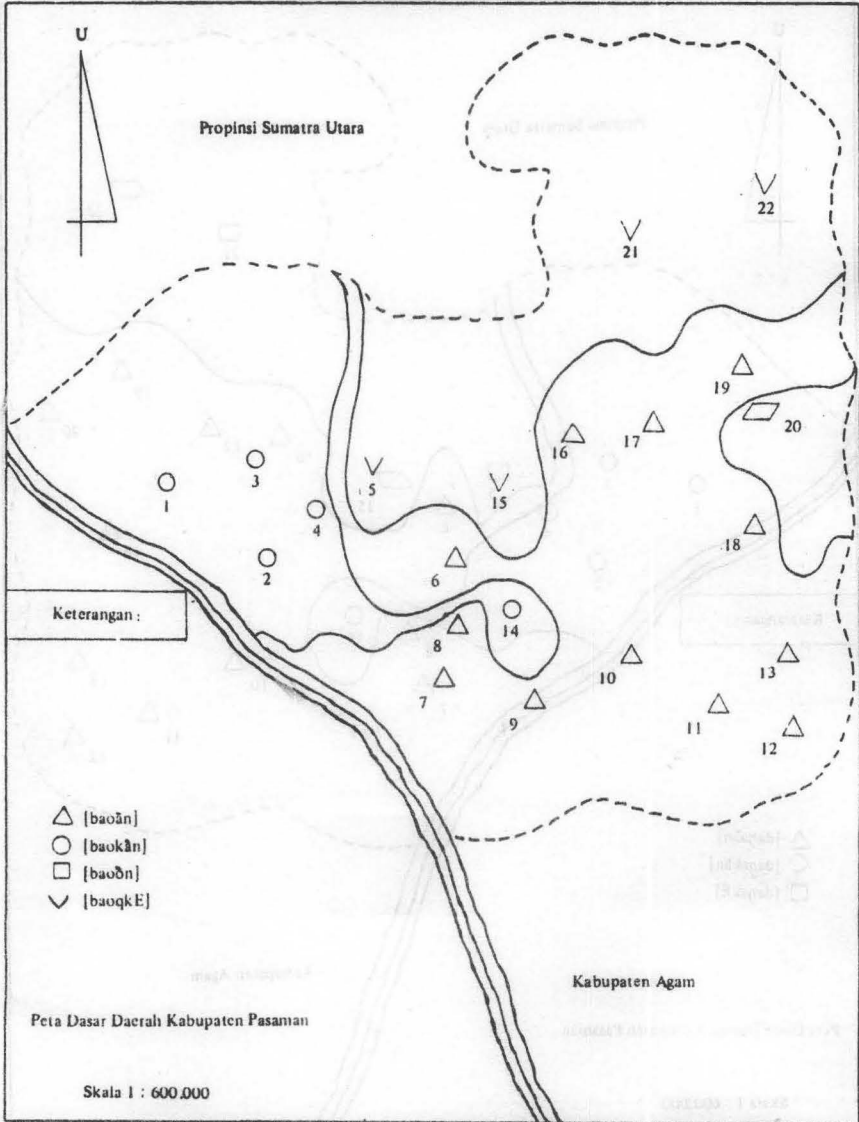 U
Propinsi Sumatra Utara
22
21
19
20
16
17
3
5
15
1
4
18
2
6
Keterangan :
14
8
10
13
7
9
11
12
[baoãn]
[baokãn]
[baoõn]
[baoqkE]
Kabupaten Agam
Peta Dasar Daerah Kabupaten Pasaman
Skala 1 : 600.000